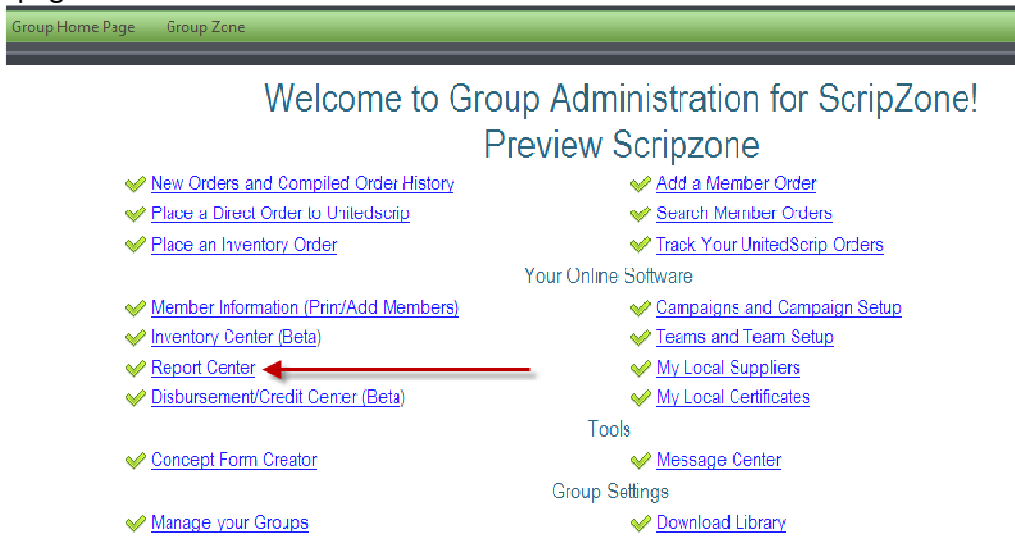 Group Home Page Group Zone
Welcome to Group Administration for ScripZone!
Preview Scripzone
New Orders and Compiled Order History Add a Member Order
Place a Direct Order to Unitedscrip Search Member Orders
Place an Inventory Order Track Your UnitedScrip Orders
Your Online Software
Member Information (Print/Add Members) Campaigns and Campaign Setup
Inventory Center (Beta) Teams and Team Setup
Report Center My Local Suppliers
Disbursement/Credit Center (Beta) My Local Certificates
Tools
Concept Form Creator Message Center
Group Settings
Manage your Groups Download Library